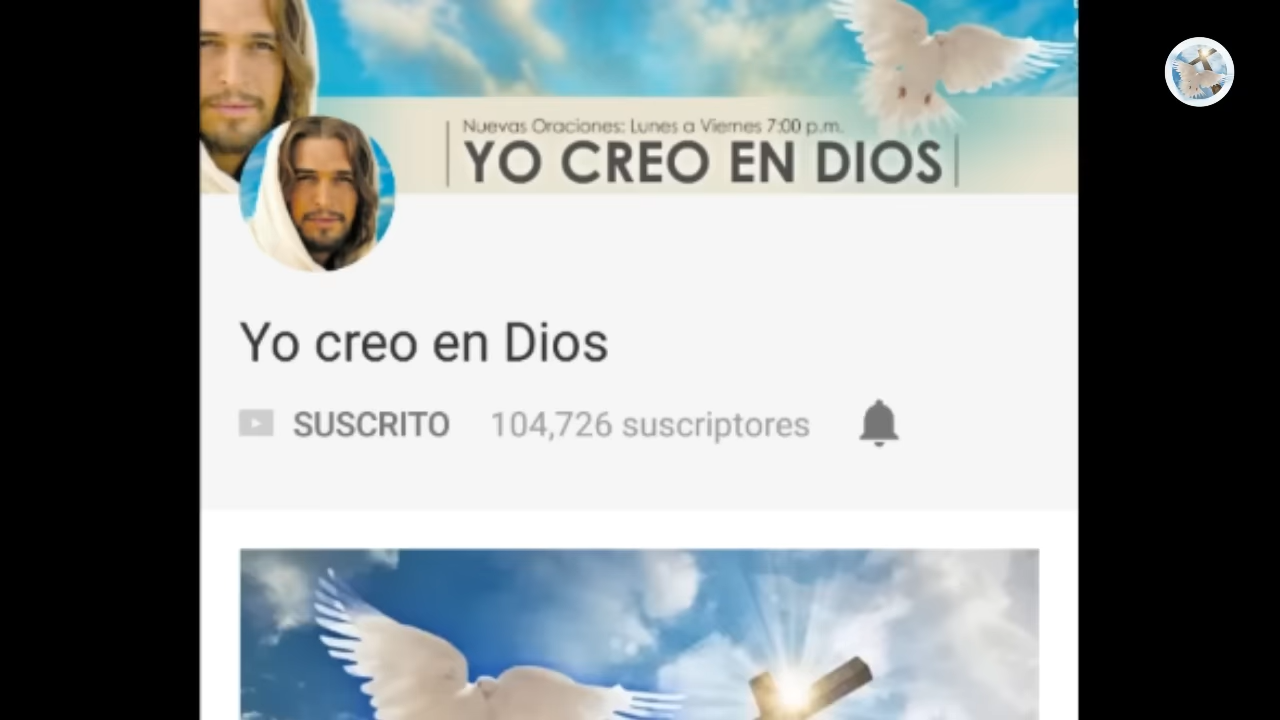 Nuevas Oraciones: Lunes a Viernes 7:00 p.m.
YO CREO EN DIOS
Yo creo en Dios
SUSCRITO 104,726 suscriptores